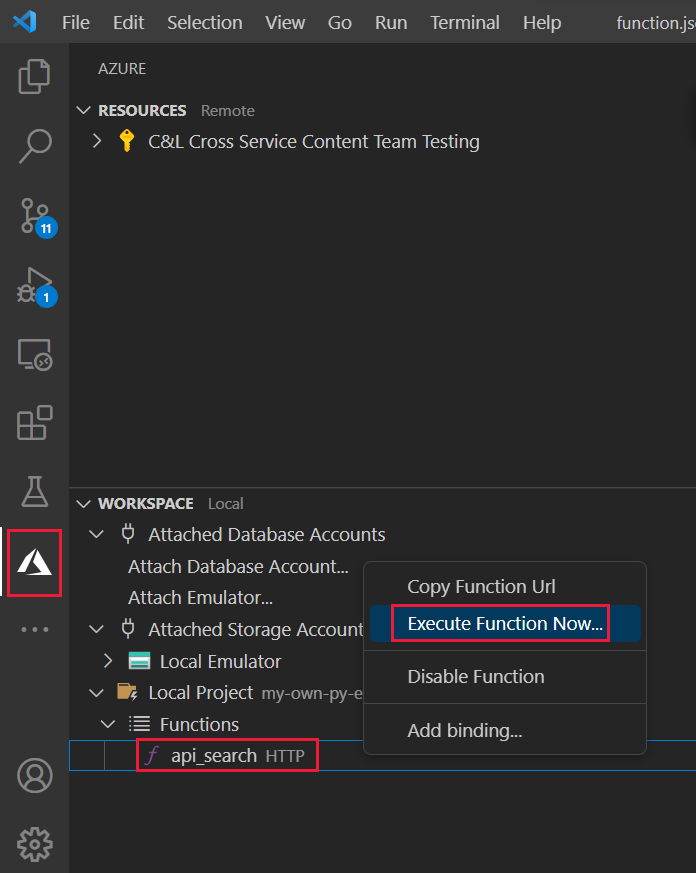 File Edit Selection View Go Run Terminal Help function.js
AZURE
RESOURCES Remote
C&L Cross Service Content Team Testing
11
1
WORKSPACE Local
Attached Database Accounts
Attach Database Account...
Attach Emulator...
Attached Storage Account
Local Emulator
Local Project my-own-py-e
Functions
api_search HTTP
Copy Function Url
Execute Function Now...
Disable Function
Add binding...